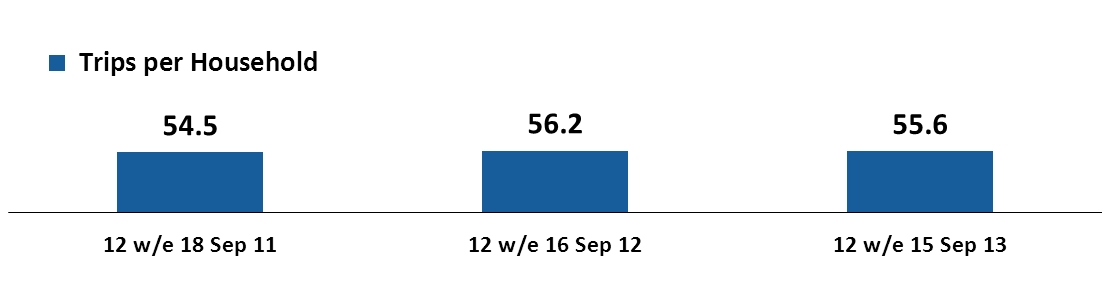 Trips per Household
54.5 56.2 55.6
12 w/e 18 Sep 11 12 w/e 16 Sep 12 12 w/e 15 Sep 13